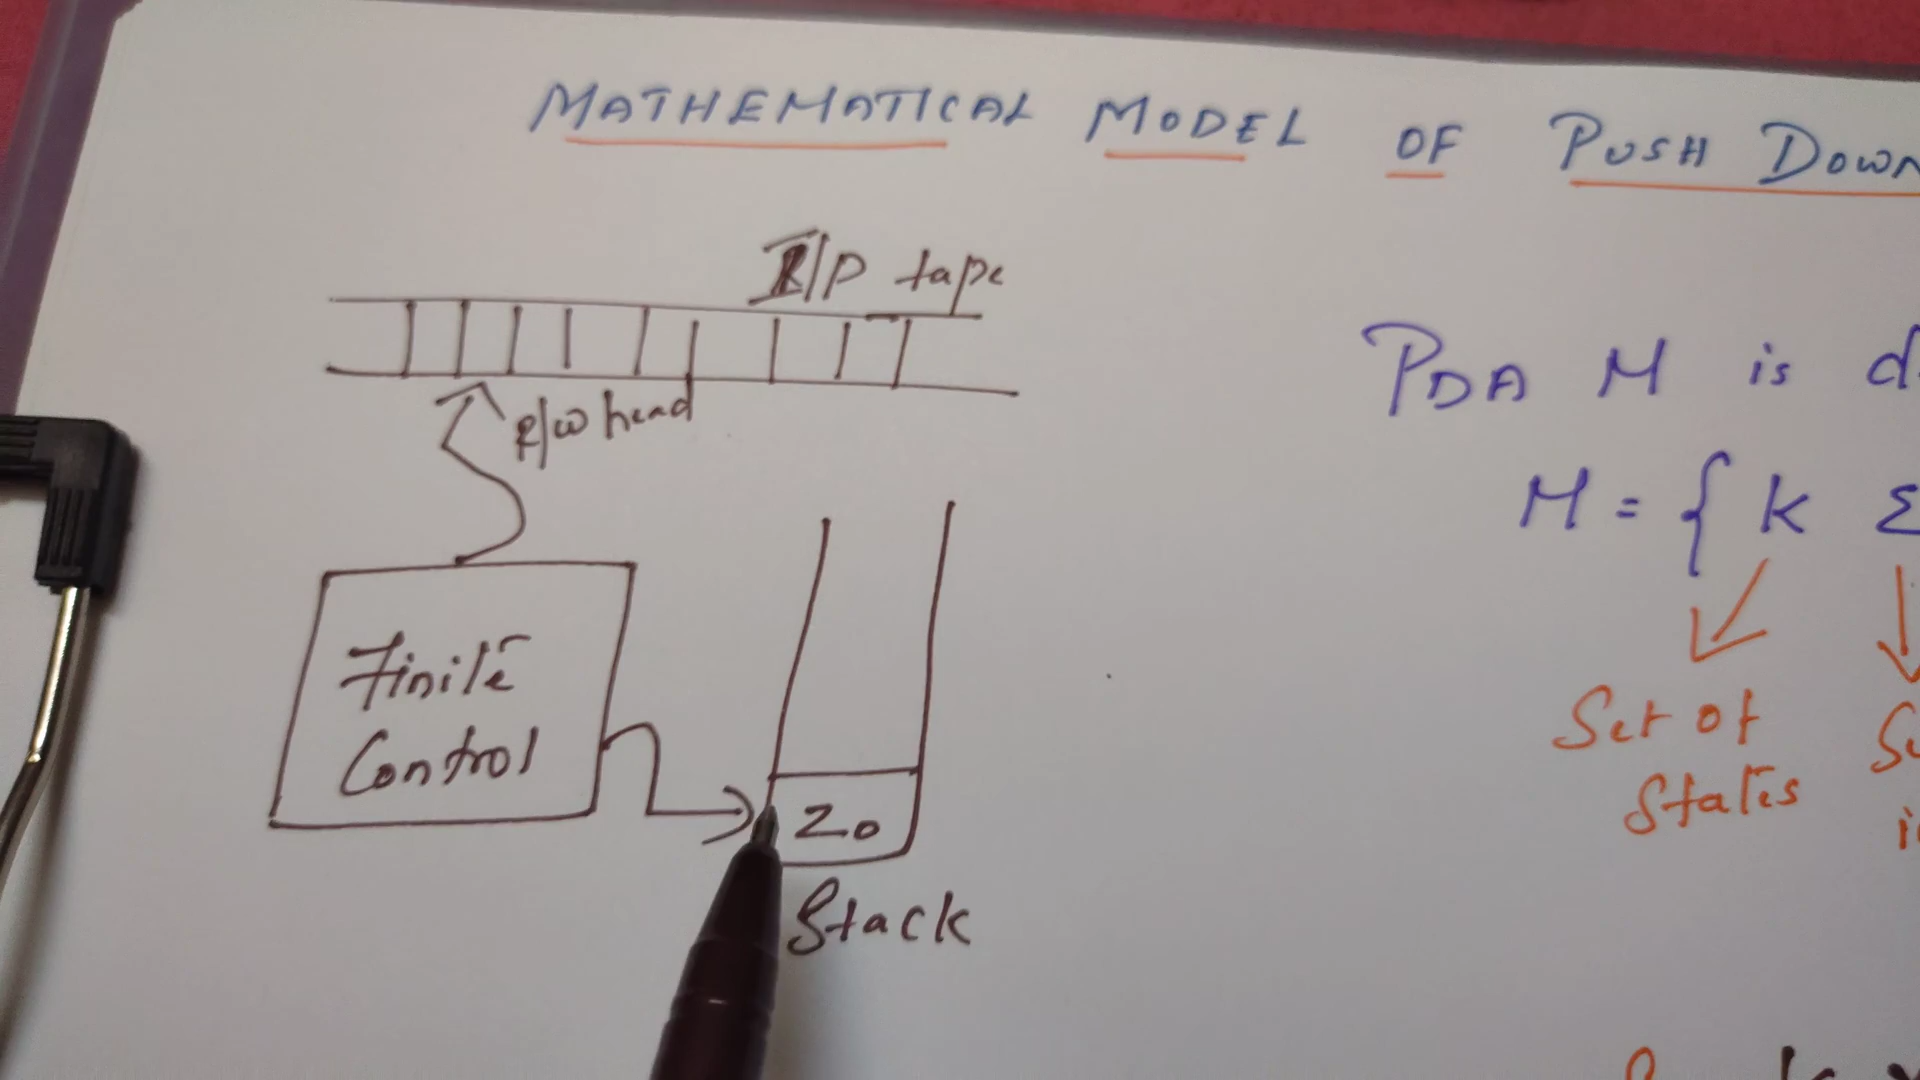 MATHEMATICAL MODEL OF PUSH DOWN
I/P tape
R/W head
PDA M is
M = { K Σ
Finite
Control
Set of
States
Z0
Stack